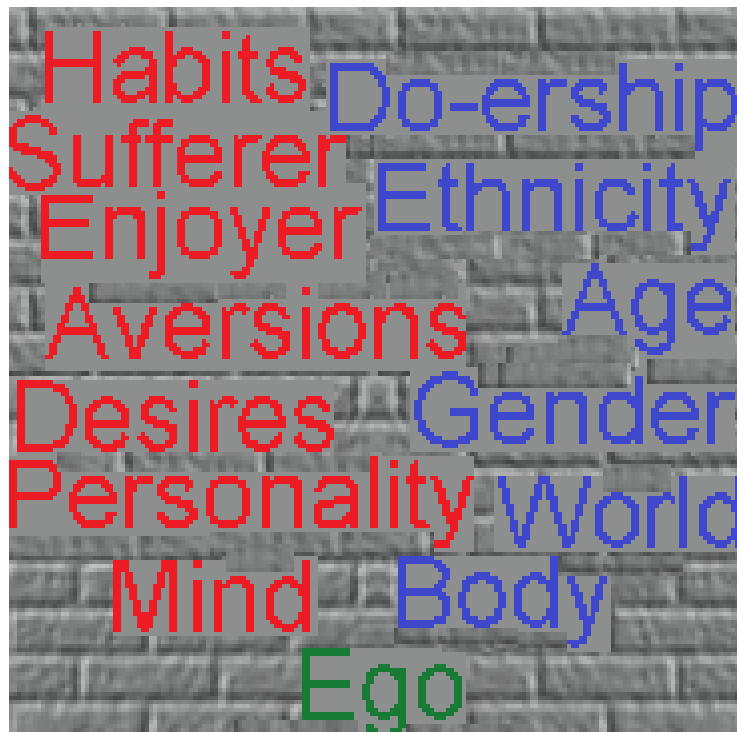 Habits
Do-ership
Sufferer
Ethnicity
Enjoyer
Age
Aversions
Desires
Gender
Personality
World
Mind
Body
Ego